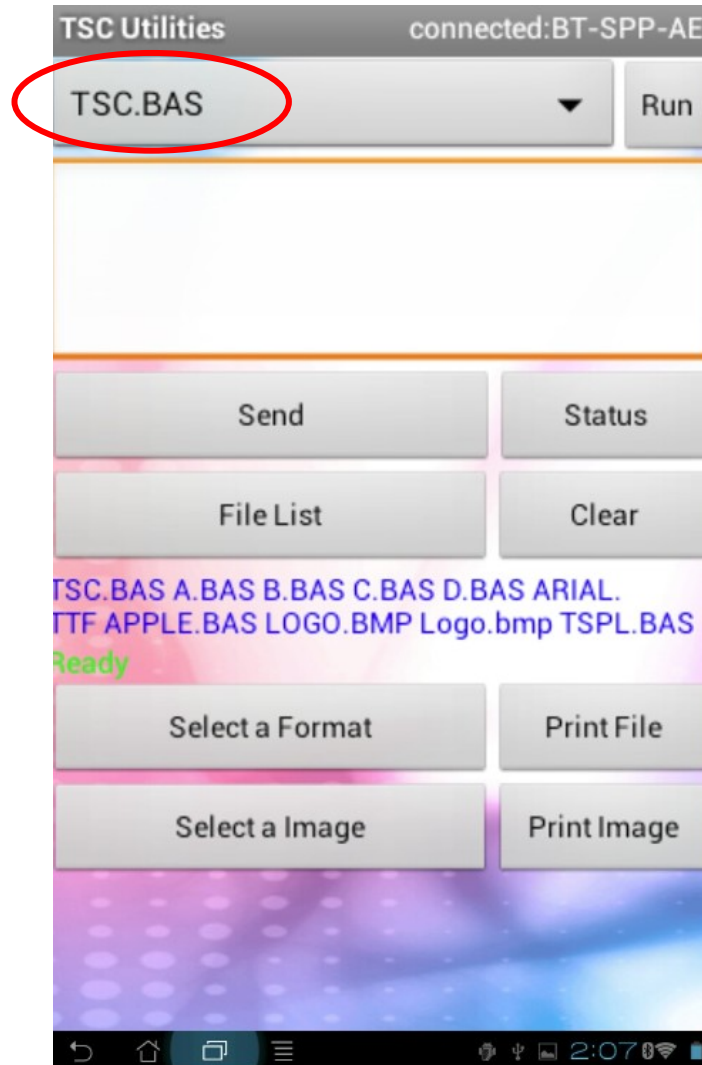 TSC Utilities connected:BT-SPP-AE
TSC.BAS Run
Send Status
File List Clear
TSC.BAS A.BAS B.BAS C.BAS D.BAS ARIAL.
TTF APPLE.BAS LOGO.BMP Logo.bmp TSPL.BAS
Ready
Select a Format Print File
Select a Image Print Image
2:07